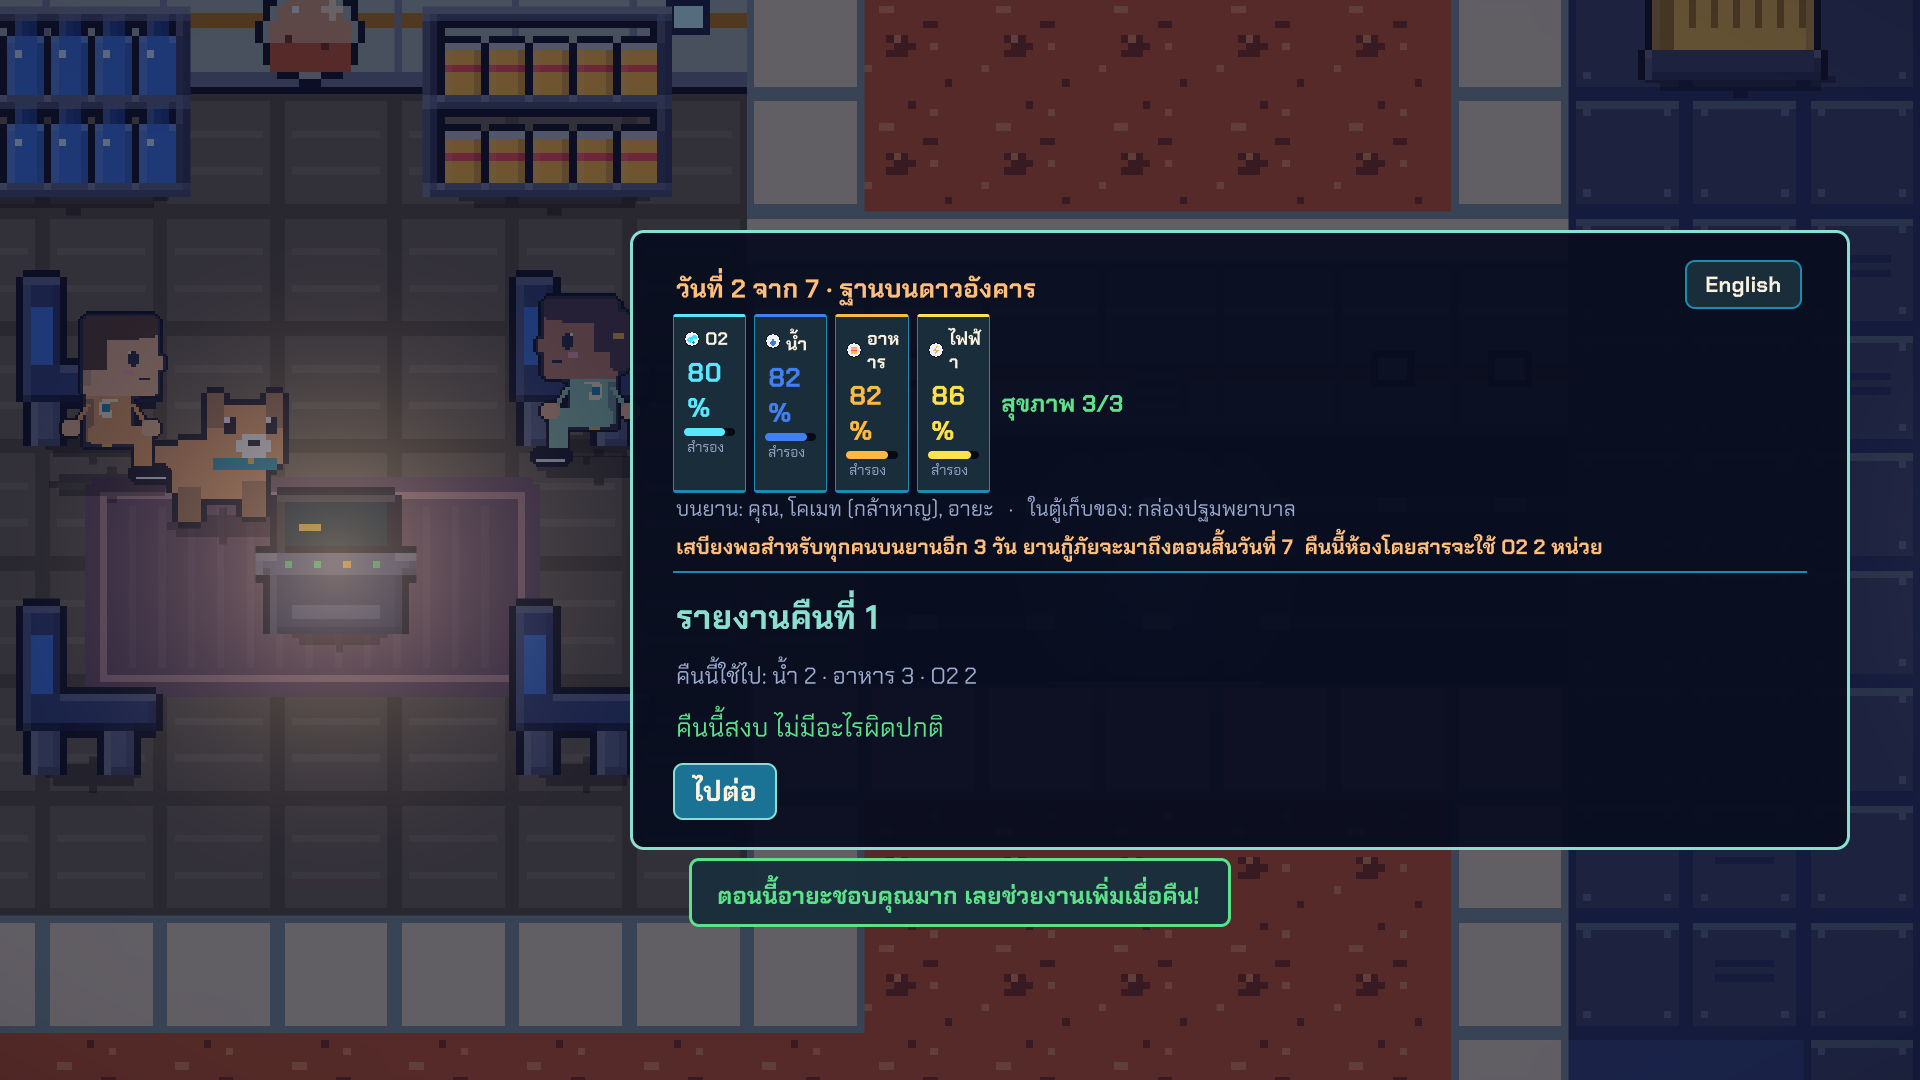 วันที่ 2 จาก 7 · ฐานบนดาวอังคาร
English
O2
80
%
สำรอง
น้ำ
82
%
สำรอง
อาห
าร
82
%
สำรอง
ไฟฟ้
า
86
%
สำรอง
สุขภาพ 3/3
บนยาน: คุณ, โคเมท (กล้าหาญ), อายะ · ในตู้เก็บของ: กล่องปฐมพยาบาล
เสบียงพอสำหรับทุกคนบนยานอีก 3 วัน ยานกู้ภัยจะมาถึงตอนสิ้นวันที่ 7 คืนนี้ห้องโดยสารจะใช้ O2 2 หน่วย
รายงานคืนที่ 1
คืนนี้ใช้ไป: น้ำ 2 · อาหาร 3 · O2 2
คืนนี้สงบ ไม่มีอะไรผิดปกติ
ไปต่อ
ตอนนี้อายะชอบคุณมาก เลยช่วยงานเพิ่มเมื่อคืน!